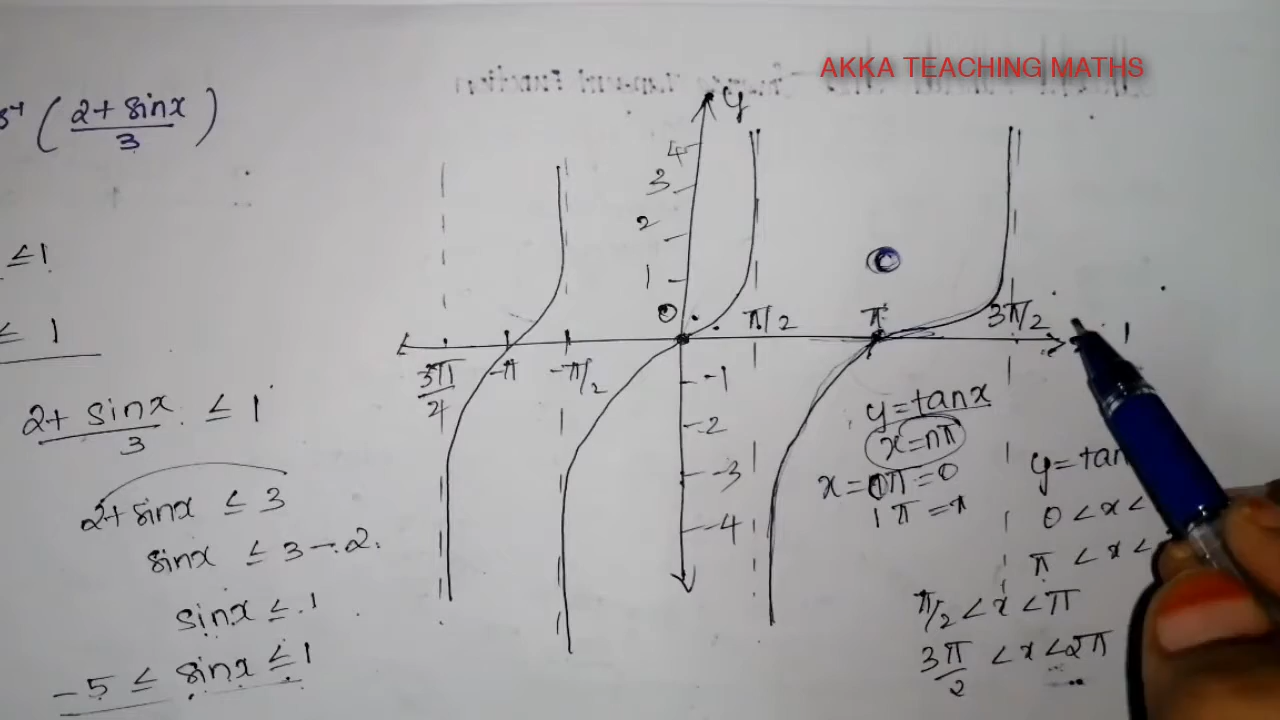 AKKA TEACHING MATHS
(2+sinx/3)
≤1
≤ 1
2+ sinx/3 ≤ 1
2+sinx ≤ 3
sinx ≤ 3-2
sinx ≤ 1
-5 ≤ sinx ≤ 1
y
4
3
2
1
0
π/2
π
3π/2
3π/2
-π
-π/2
-1
-2
-3
-4
y=tanx
x=nπ
x=0π=0
1π=π
y=tan
0<x<
π<x<
π/2<x<π
3π/2<x<2π